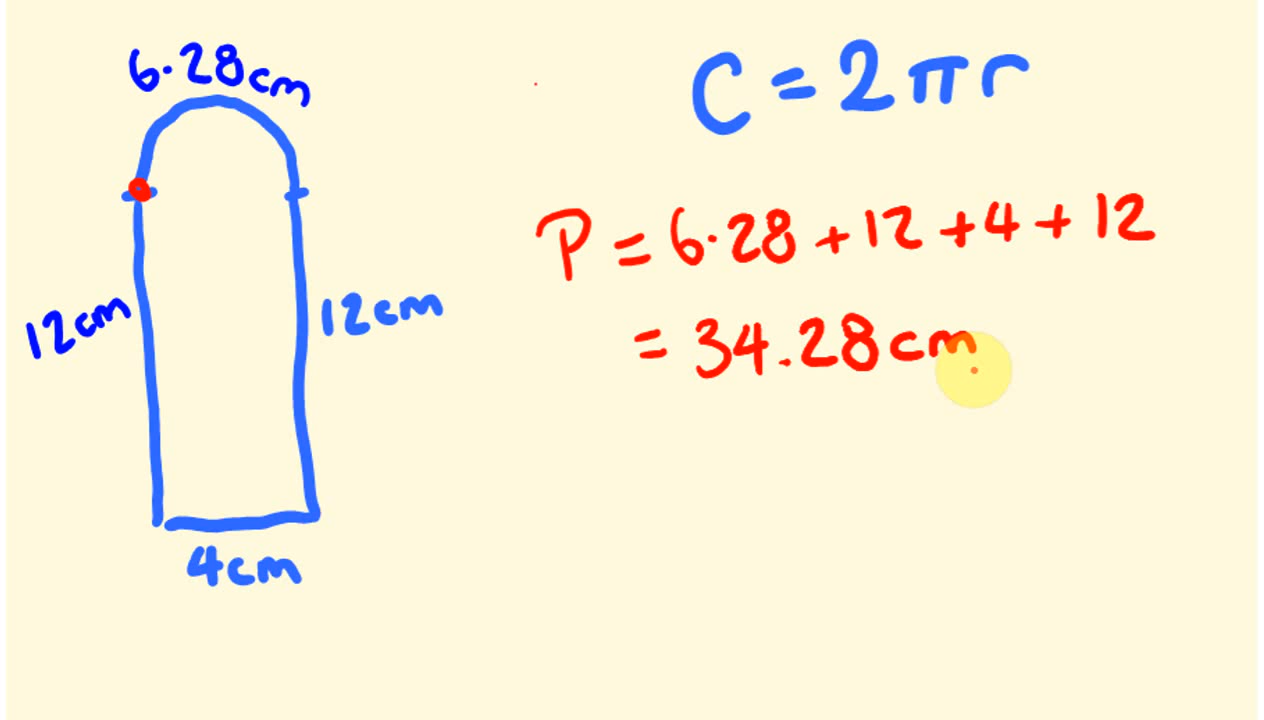 6.28cm
12cm
12cm
4cm
C = 2πr
P = 6.28 + 12 + 4 + 12
= 34.28cm